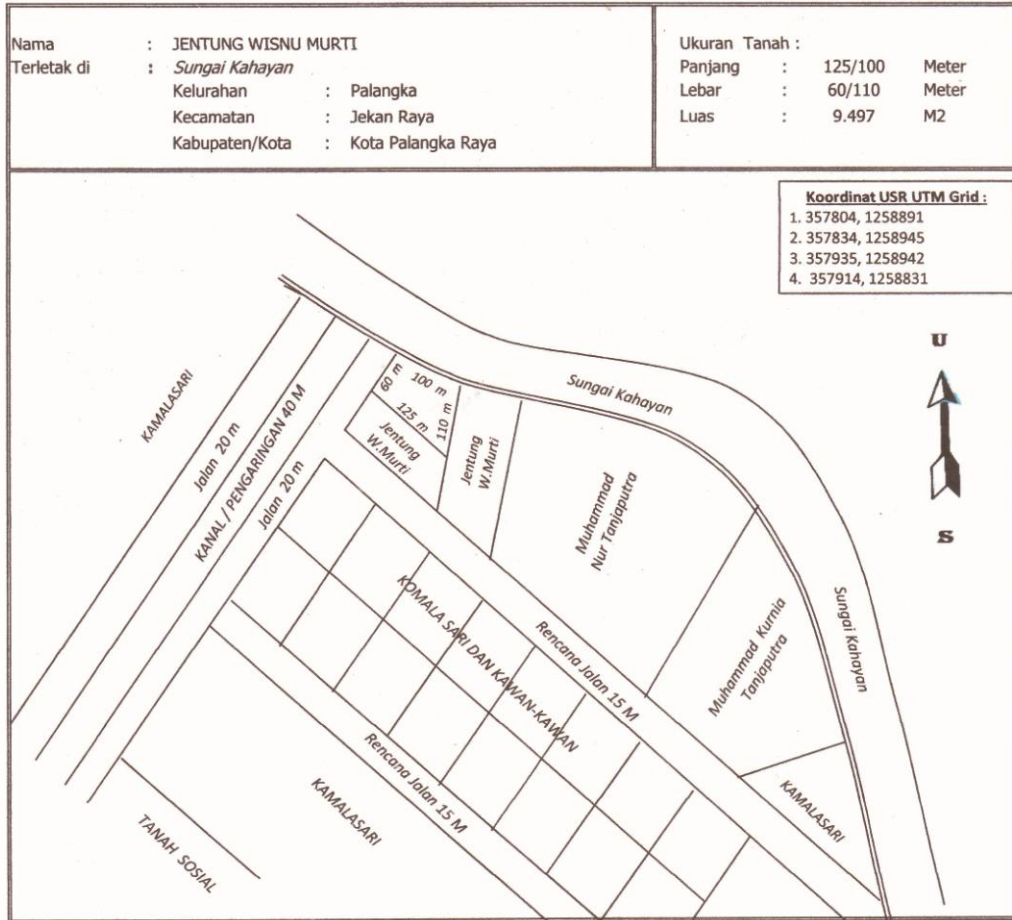 Nama : JENTUNG WISNU MURTI
Terletak di : Sungai Kahayan
Kelurahan : Palangka
Kecamatan : Jekan Raya
Kabupaten/Kota : Kota Palangka Raya
Ukuran Tanah :
Panjang : 125/100 Meter
Lebar : 60/110 Meter
Luas : 9.497 M2
Koordinat USR UTM Grid :
1. 357804, 1258891
2. 357834, 1258945
3. 357935, 1258942
4. 357914, 1258831
U
S
KAMALASARI
Jalan 20 m
KANAL / PENGARINGAN 40 M
Jalan 20 m
60 m
100 m
125 m
110 m
Jentung
W.Murti
Jentung
W.Murti
Sungai Kahayan
Muhammad
Nur Tanjaputra
Muhammad Kurnia
Tanjaputra
Sungai Kahayan
KOMALA SARI DAN KAWAN-KAWAN
Rencana Jalan 15 M
Rencana Jalan 15 M
KAMALASARI
KAMALASARI
TANAH SOSIAL